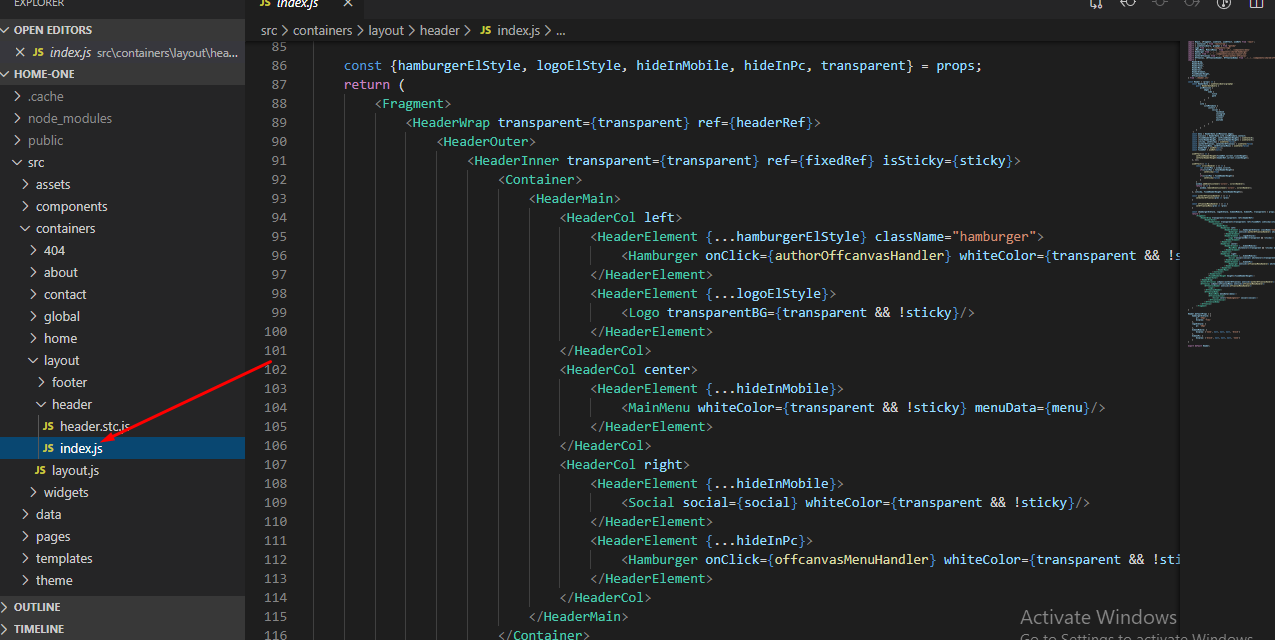 EXPLORER
OPEN EDITORS
JS index.js src\containers\layout\hea...
HOME-ONE
.cache
node_modules
public
src
assets
components
containers
404
about
contact
global
home
layout
footer
header
JS header.stc.js
JS index.js
JS layout.js
widgets
data
pages
templates
theme
OUTLINE
TIMELINE
JS index.js
src > containers > layout > header > JS index.js > ...
85
86 const {hamburgerElStyle, logoElStyle, hideInMobile, hideInPc, transparent} = props;
87 return (
88 <Fragment>
89 <HeaderWrap transparent={transparent} ref={headerRef}>
90 <HeaderOuter>
91 <HeaderInner transparent={transparent} ref={fixedRef} isSticky={sticky}>
92 <Container>
93 <HeaderMain>
94 <HeaderCol left>
95 <HeaderElement {...hamburgerElStyle} className="hamburger">
96 <Hamburger onClick={authorOffcanvasHandler} whiteColor={transparent && !s
97 </HeaderElement>
98 <HeaderElement {...logoElStyle}>
99 <Logo transparentBG={transparent && !sticky}/>
100 </HeaderElement>
101 </HeaderCol>
102 <HeaderCol center>
103 <HeaderElement {...hideInMobile}>
104 <MainMenu whiteColor={transparent && !sticky} menuData={menu}/>
105 </HeaderElement>
106 </HeaderCol>
107 <HeaderCol right>
108 <HeaderElement {...hideInMobile}>
109 <Social social={social} whiteColor={transparent && !sticky}/>
110 </HeaderElement>
111 <HeaderElement {...hideInPc}>
112 <Hamburger onClick={offcanvasMenuHandler} whiteColor={transparent && !sti
113 </HeaderElement>
114 </HeaderCol>
115 </HeaderMain>
116 </Container>
Activate Windows
Go to Settings to activate Windows.